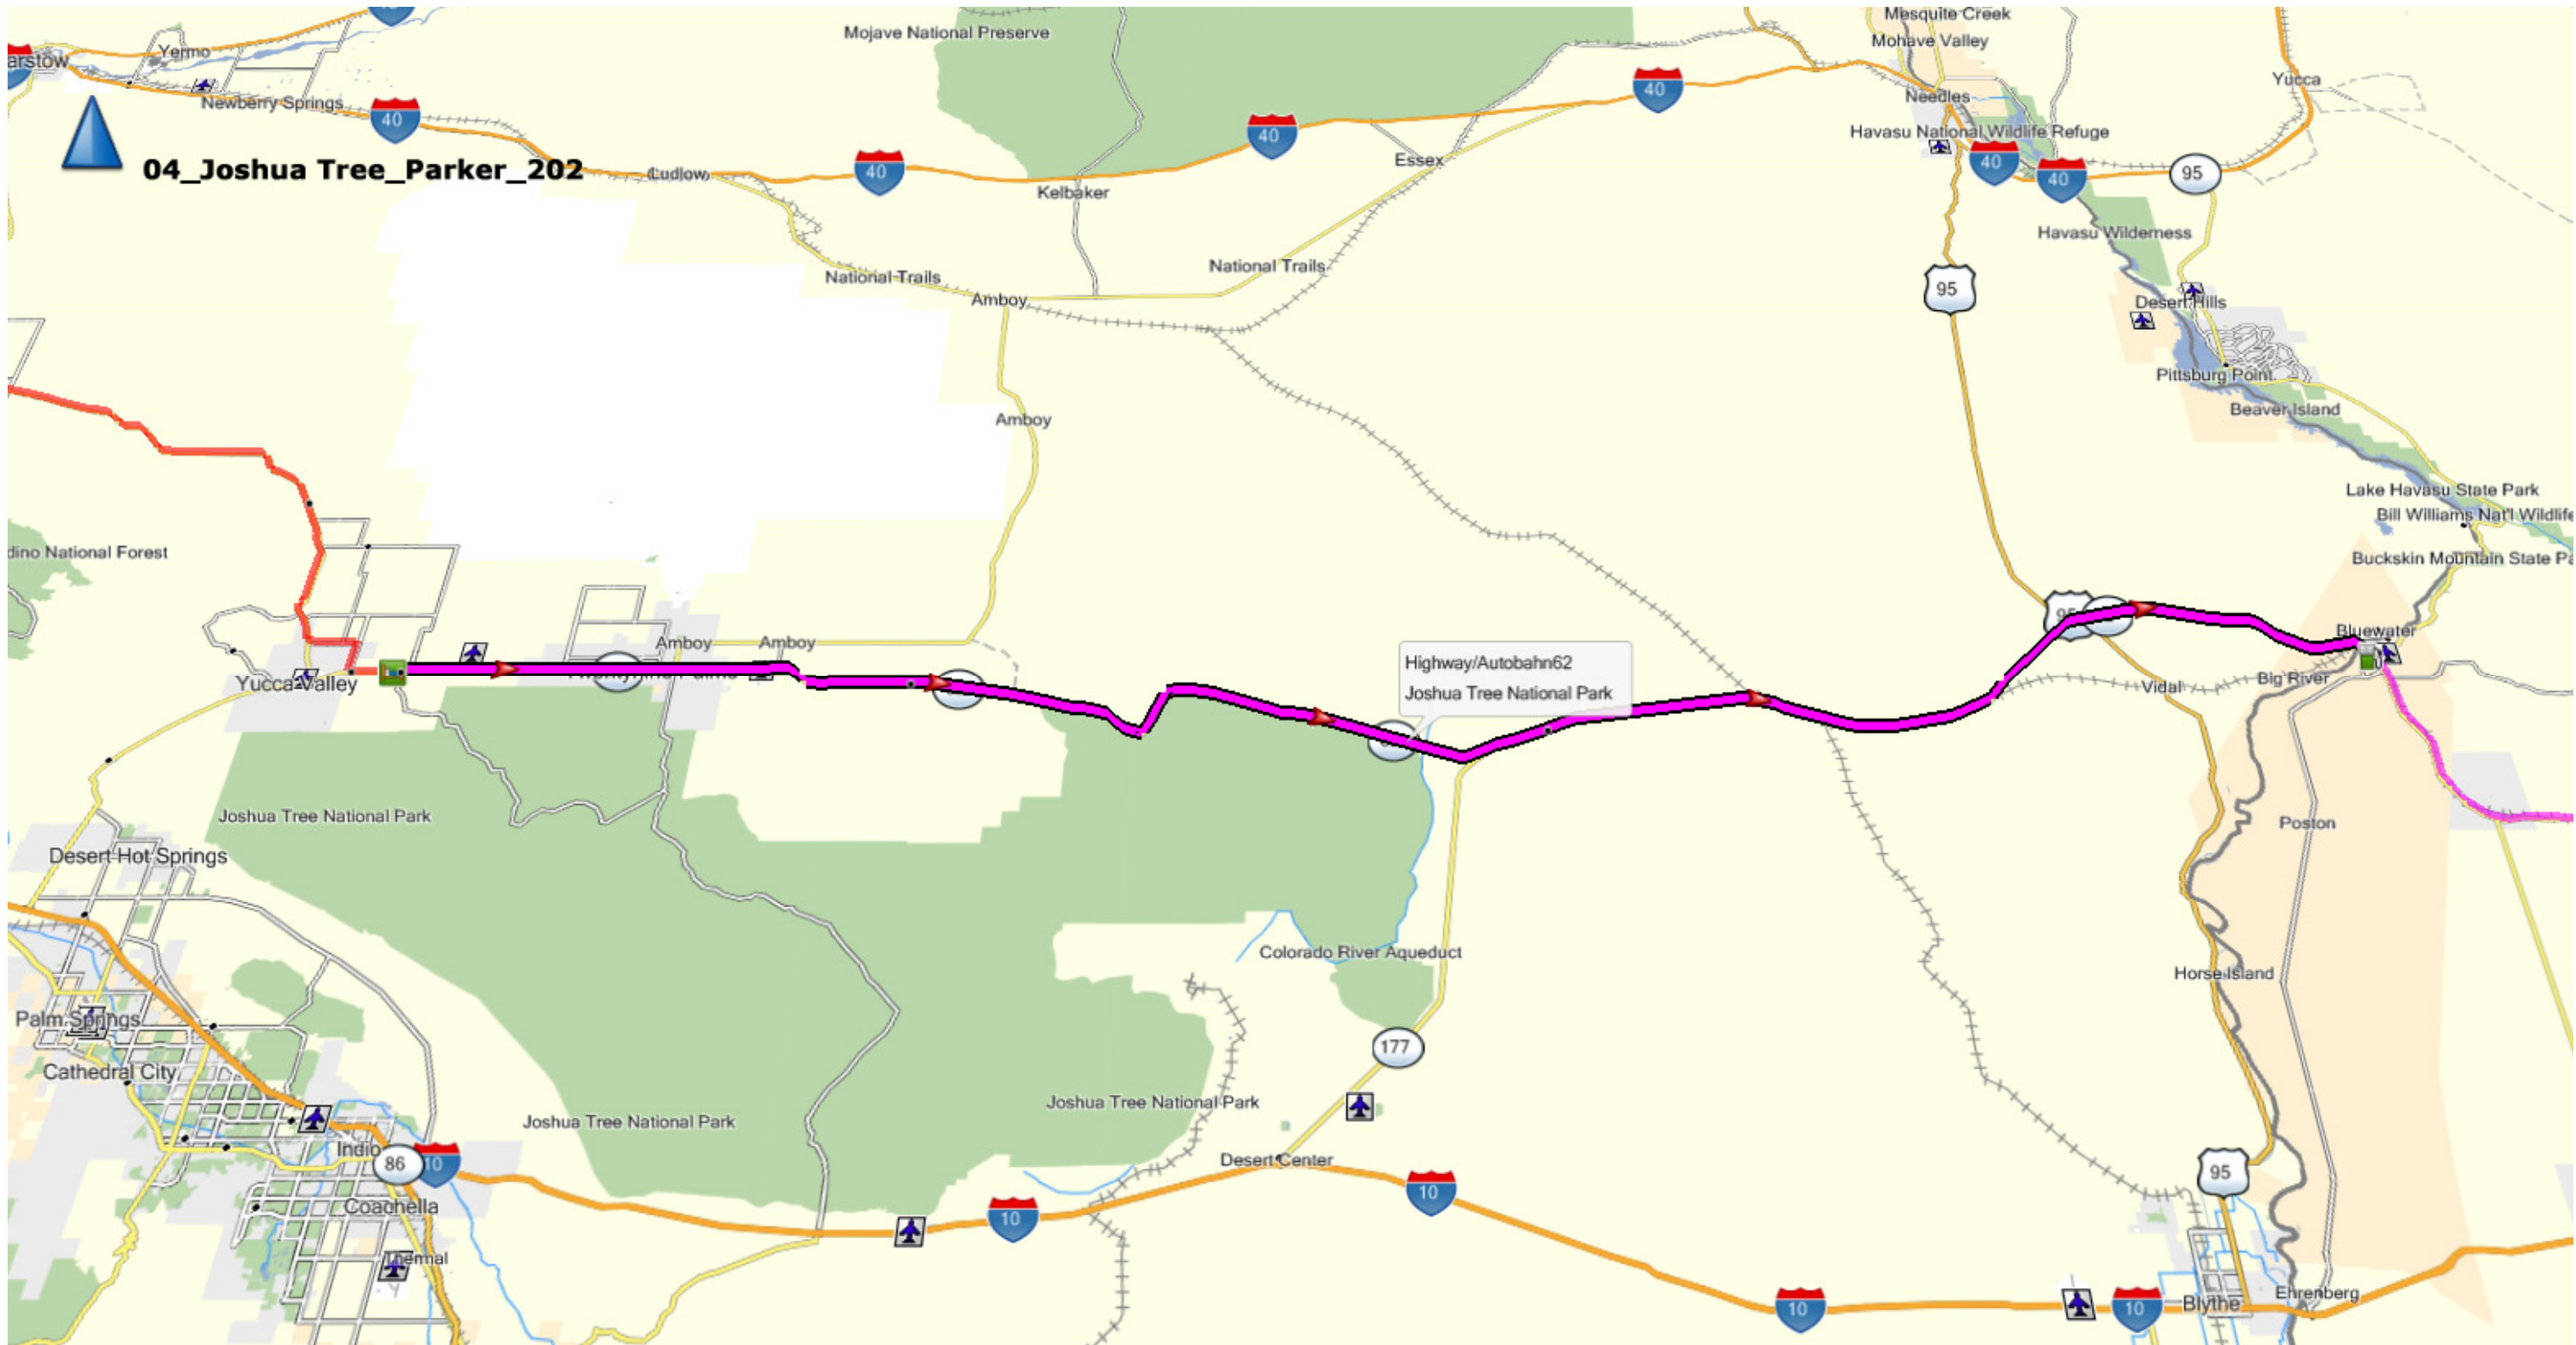 Mojave National Preserve
Mesquite Creek
Mohave Valley
Yermo
arstow
Yucca
Needles
Newberry Springs
40
40
40
40
Havasu National Wildlife Refuge
40
40
95
04_Joshua Tree_Parker_202
Ludlow
Essex
Kelbaker
Havasu Wilderness
National Trails
National Trails
95
Amboy
Desert Hills
Pittsburg Point
Beaver Island
Amboy
Lake Havasu State Park
Bill Williams Nat'l Wildlife
dino National Forest
Buckskin Mountain State Pa
95
Bluewater
Amboy
Amboy
Highway/Autobahn62
Joshua Tree National Park
Yucca Valley
Big River
Vidal
Joshua Tree National Park
Poston
Desert Hot Springs
Colorado River Aqueduct
Horse Island
Palm Springs
177
Cathedral City
Joshua Tree National Park
Joshua Tree National Park
Indio
86
10
Desert Center
10
10
95
Coachella
Thermal
10
10
Blythe
Ehrenberg